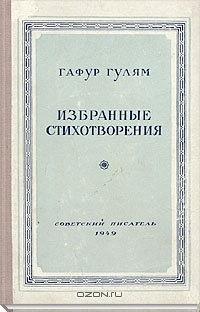 ГАФУР ГУЛЯМ
ИЗБРАННЫЕ
СТИХОТВОРЕНИЯ
СОВЕТСКИЙ ПИСАТЕЛЬ
1949
OZON.ru